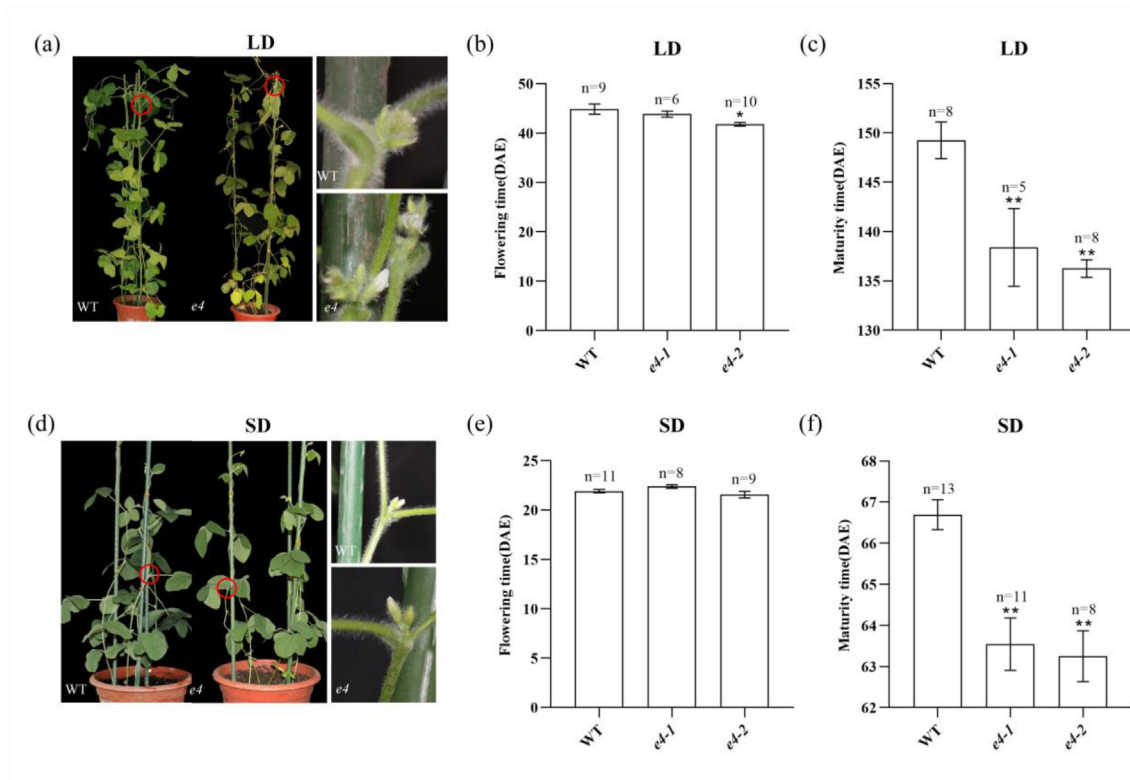 (a)
LD
WT
e4
WT
e4
(b)
LD
Flowering time(DAE)
50
40
30
20
10
0
n=9
n=6
n=10
*
WT
e4-1
e4-2
(c)
LD
Maturity time(DAE)
155
150
145
140
135
130
n=8
n=5
**
n=8
**
WT
e4-1
e4-2
(d)
SD
WT
e4
WT
e4
(e)
SD
Flowering time(DAE)
25
20
15
10
5
0
n=11
n=8
n=9
WT
e4-1
e4-2
(f)
SD
Maturity time(DAE)
68
67
66
65
64
63
62
n=13
n=11
**
n=8
**
WT
e4-1
e4-2